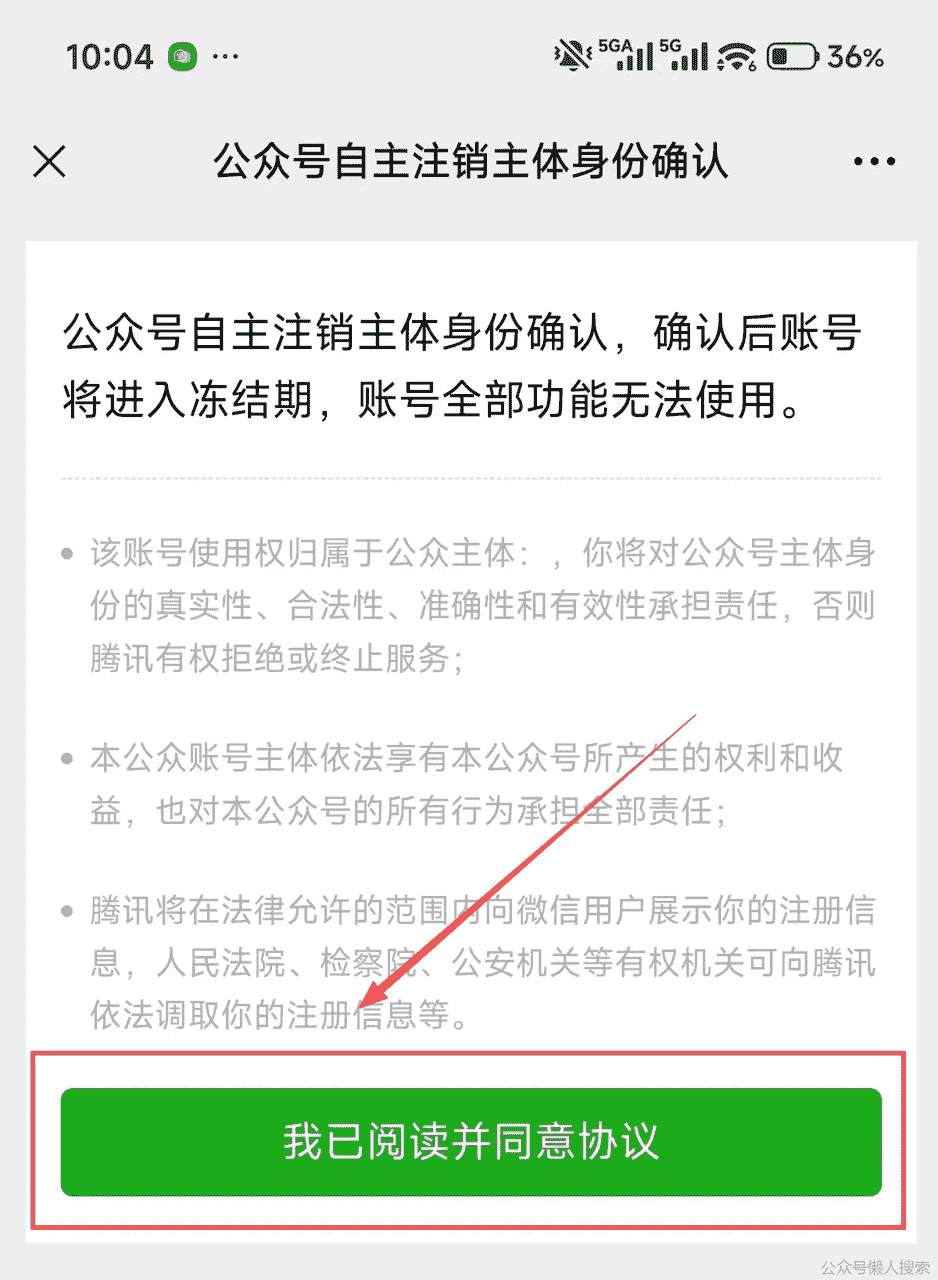 10:04 ···
5GA 5G 6 36%
公众号自主注销主体身份确认
公众号自主注销主体身份确认，确认后账号
将进入冻结期，账号全部功能无法使用。
该账号使用权归属于公众主体：，你将对公众号主体身
份的真实性、合法性、准确性和有效性承担责任，否则
腾讯有权拒绝或终止服务；
本公众账号主体依法享有本公众号所产生的权利和收
益，也对本公众号的所有行为承担全部责任；
腾讯将在法律允许的范围内向微信用户展示你的注册信
息，人民法院、检察院、公安机关等有权机关可向腾讯
依法调取你的注册信息等。
我已阅读并同意协议
公众号懒人搜索